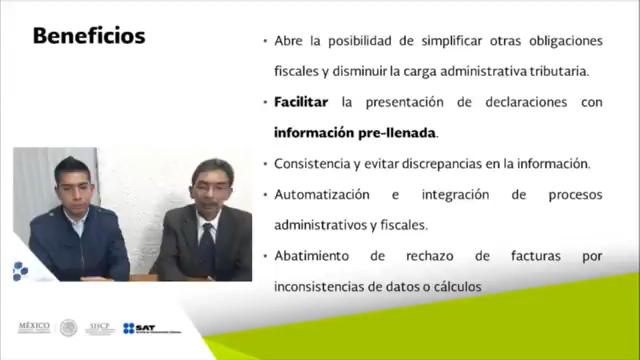 Beneficios
• Abre la posibilidad de simplificar otras obligaciones
fiscales y disminuir la carga administrativa tributaria.
• Facilitar la presentación de declaraciones con
información pre-llenada.
• Consistencia y evitar discrepancias en la información.
• Automatización e integración de procesos
administrativos y fiscales.
• Abatimiento de rechazo de facturas por
inconsistencias de datos o cálculos
MÉXICO
SHCP
SAT